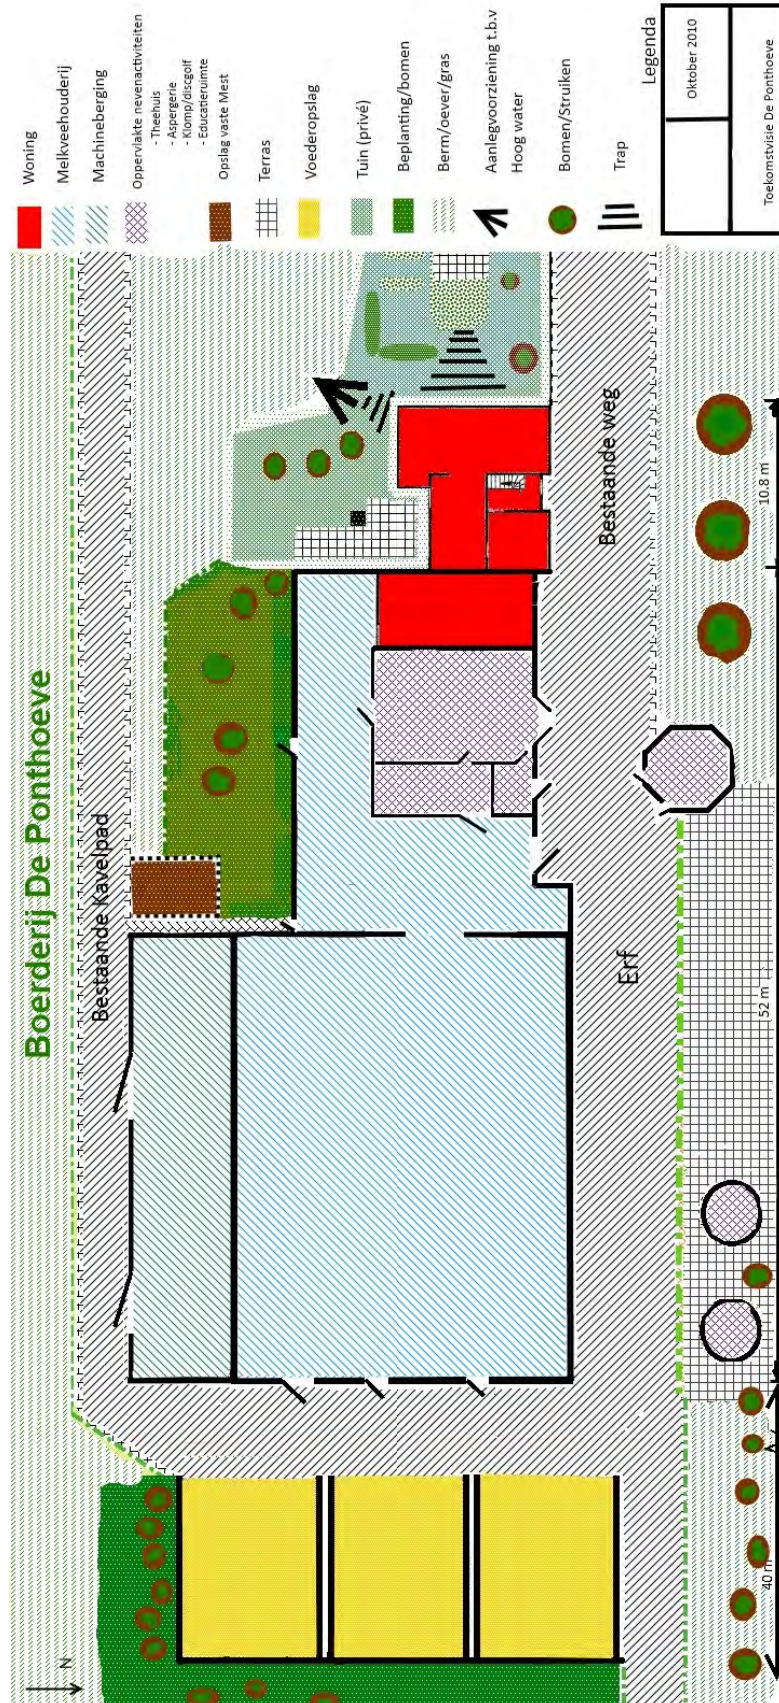 Boerderij De Ponthoeve
Bestaande Kavelpad
Bestaande weg
Erf
N
40 m
52 m
10.8 m
Legenda
Woning
Melkveehouderij
Machineberging
Oppervlakte nevenactiviteiten
- Theehuis
- Aspergerie
- Klomp/discgolf
- Educatieruimte
Opslag vaste Mest
Terras
Voederopslag
Tuin (privé)
Beplanting/bomen
Berm/oever/gras
Aanlegvoorziening t.b.v
Hoog water
Bomen/Struiken
Trap
Oktober 2010
Toekomstvisie De Ponthoeve